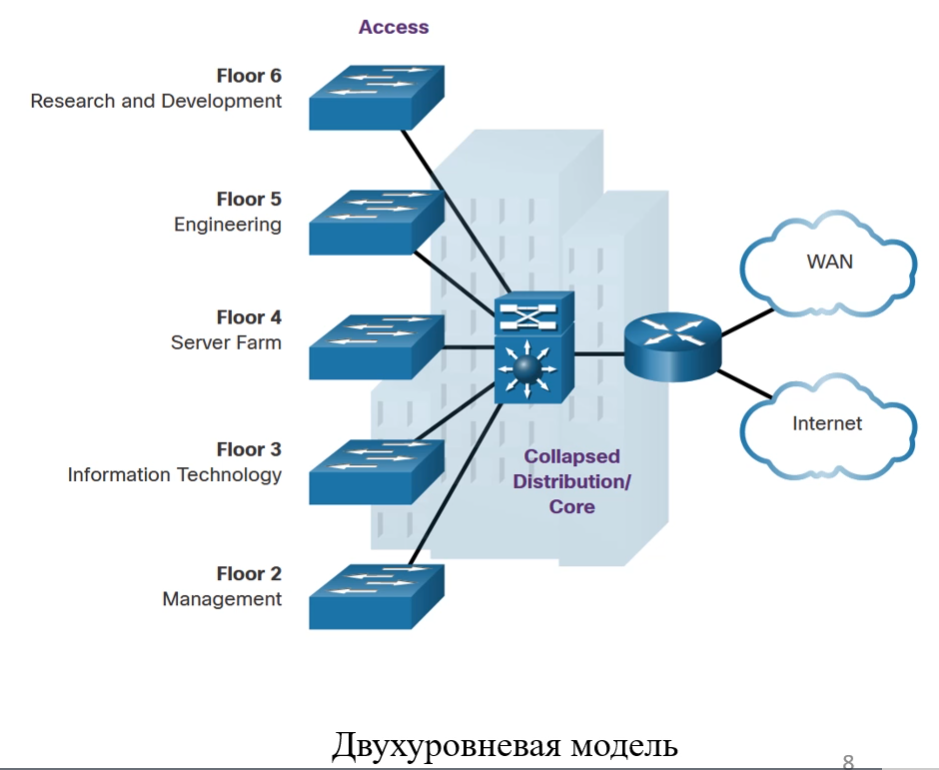 Access
Floor 6
Research and Development
Floor 5
Engineering
Floor 4
Server Farm
Floor 3
Information Technology
Floor 2
Management
Collapsed
Distribution/
Core
WAN
Internet
Двухуровневая модель
8